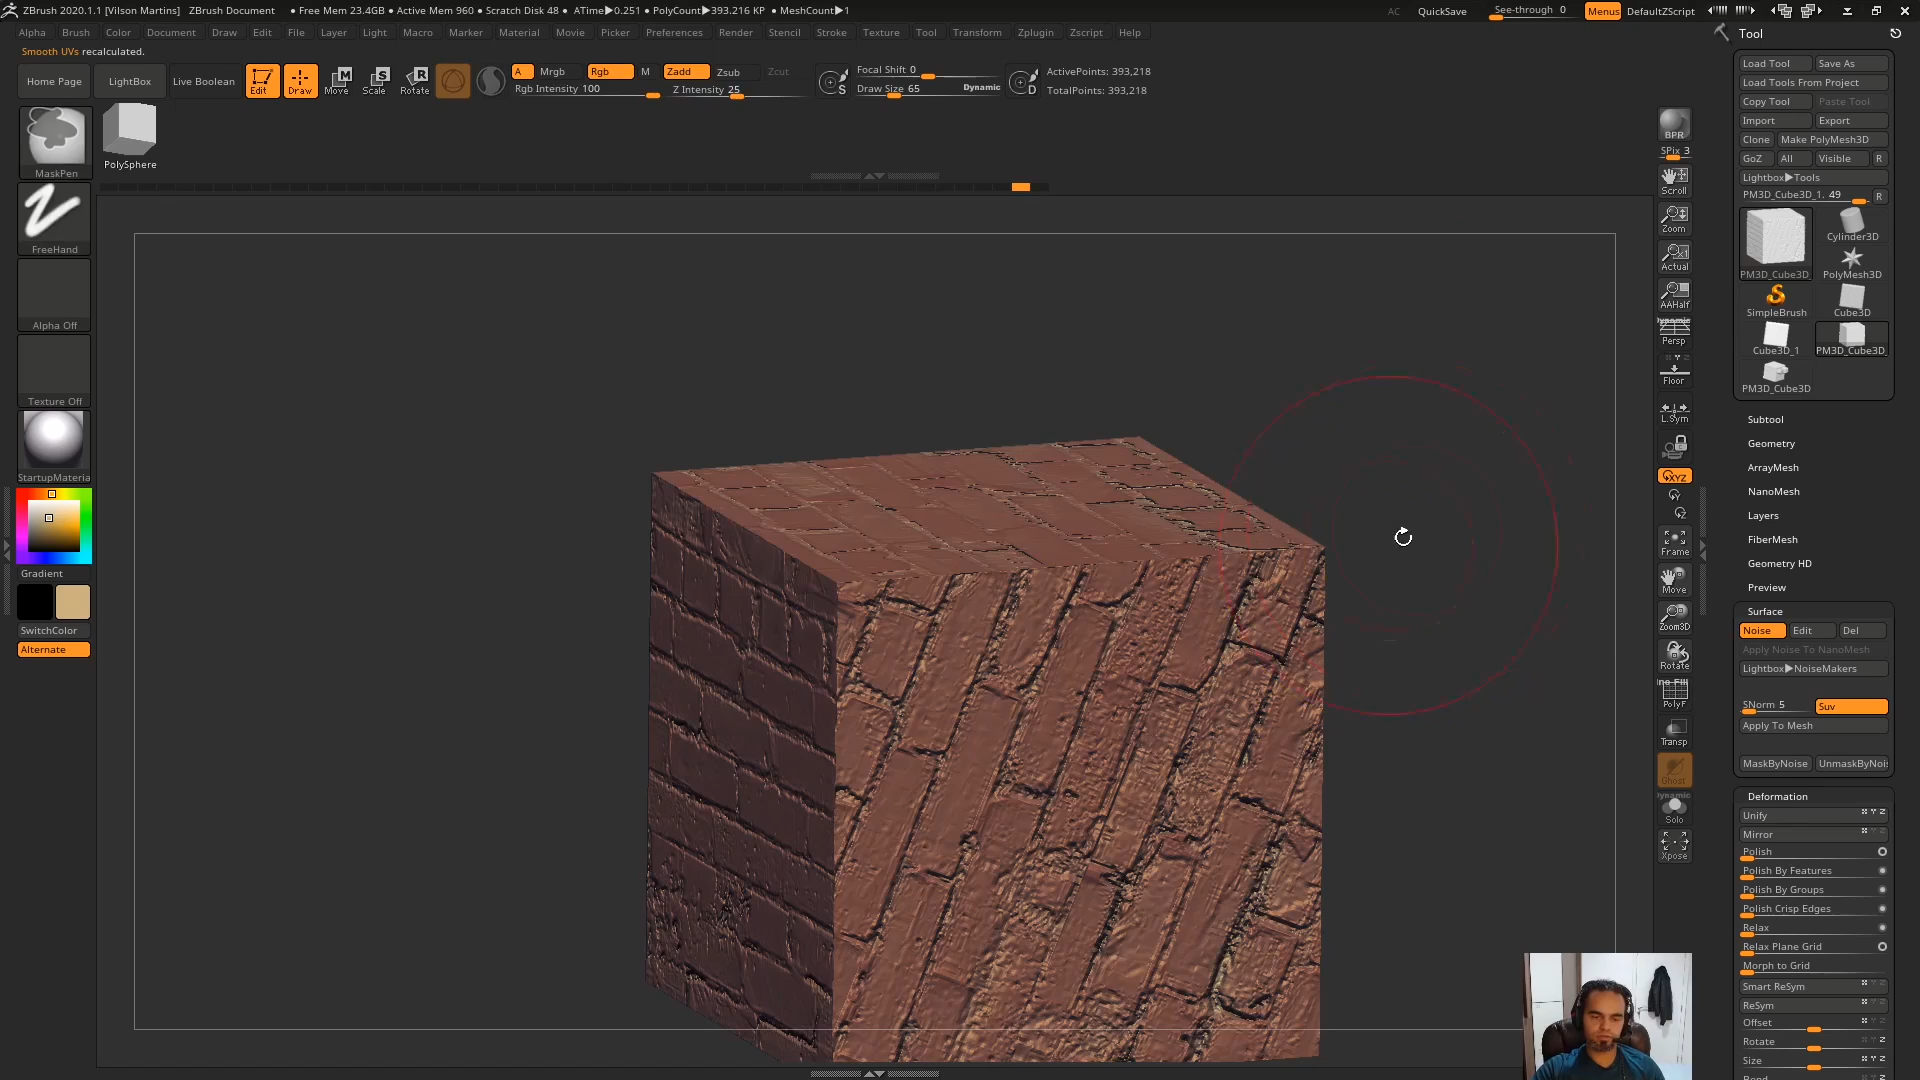 ZBrush 2020.1.1 [Vilson Martins] ZBrush Document • Free Mem 23.4GB • Active Mem 960 • Scratch Disk 48 • ATime▶0.251 • PolyCount▶393.216 KP • MeshCount▶1 AC QuickSave See-through 0 Menus DefaultZScript
Alpha Brush Color Document Draw Edit File Layer Light Macro Marker Material Movie Picker Preferences Render Stencil Stroke Texture Tool Transform Zplugin Zscript Help
Smooth UVs recalculated.
Home Page LightBox Live Boolean Edit Draw Move Scale Rotate
A Mrgb Rgb M Zadd Zsub Zcut
Rgb Intensity 100 Z Intensity 25
Focal Shift 0
Draw Size 65 Dynamic
ActivePoints: 393,218
TotalPoints: 393,218
MaskPen
PolySphere
FreeHand
Alpha Off
Texture Off
StartupMateria
Gradient
SwitchColor
Alternate
BPR
SPix 3
Scroll
Zoom
Actual
AAHalf
Dynamic
Persp
Floor
L.Sym
XYZ
Y
Z
Frame
Move
Zoom3D
Rotate
PolyF
Transp
Ghost
Dynamic
Solo
Xpose
Tool
Load Tool Save As
Load Tools From Project
Copy Tool Paste Tool
Import Export
Clone Make PolyMesh3D
GoZ All Visible R
Lightbox▶Tools
PM3D_Cube3D_1. 49 R
PM3D_Cube3D_ Cylinder3D
PolyMesh3D
SimpleBrush Cube3D
Cube3D_1 PM3D_Cube3D_
PM3D_Cube3D
Subtool
Geometry
ArrayMesh
NanoMesh
Layers
FiberMesh
Geometry HD
Preview
Surface
Noise Edit Del
Apply Noise To NanoMesh
Lightbox▶NoiseMakers
SNorm 5 Suv
Apply To Mesh
MaskByNoise UnmaskByNoi
Deformation
Unify
Mirror
Polish
Polish By Features
Polish By Groups
Polish Crisp Edges
Relax
Relax Plane Grid
Morph to Grid
Smart ReSym
ReSym
Offset
Rotate
Size